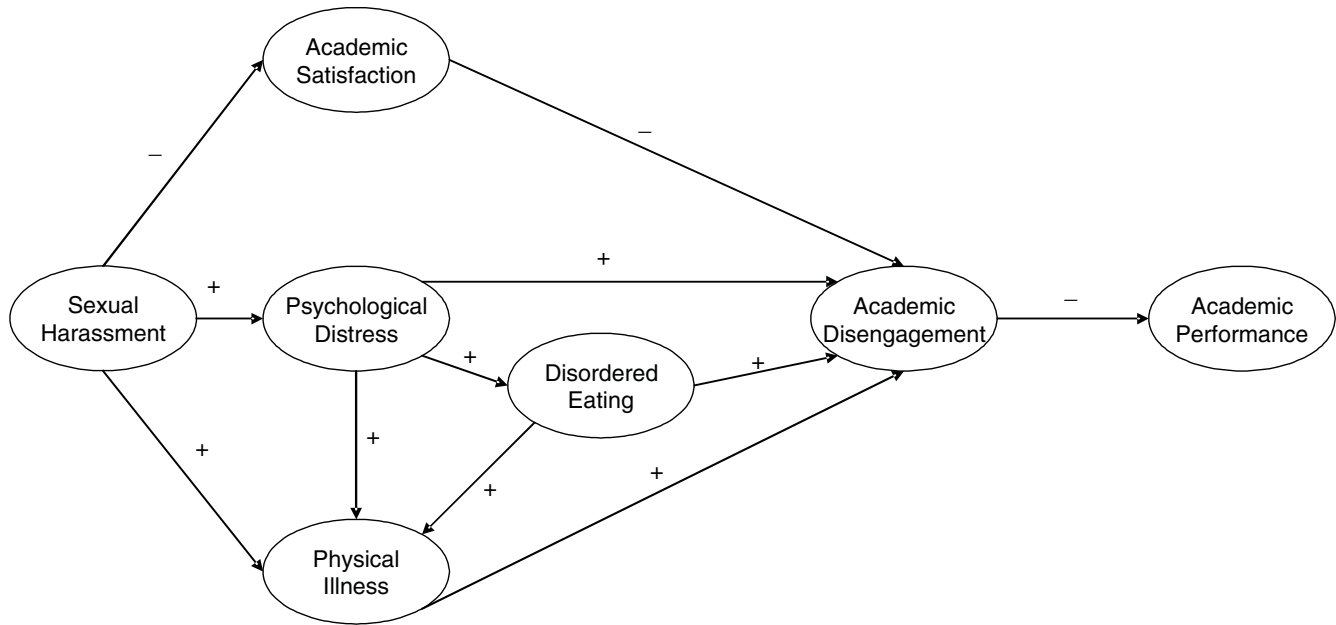 Academic
Satisfaction
–
–
+
+
Sexual
Harassment
Psychological
Distress
Academic
Disengagement
–
Academic
Performance
+
Disordered
Eating
+
+
+
+
+
Physical
Illness